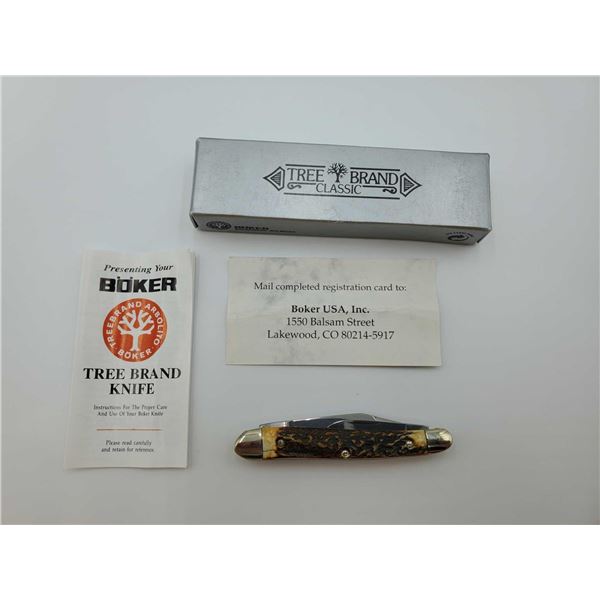 TREE BRAND
CLASSIC
BOKER
Presenting Your
BÖKER
TREEBRAND ARBOLITO
BOKER
TREE BRAND
KNIFE
Instructions For The Proper Care
And Use Of Your Boker Knife
Please read carefully
and retain for reference.
Mail completed registration card to:
Boker USA, Inc.
1550 Balsam Street
Lakewood, CO 80214-5917